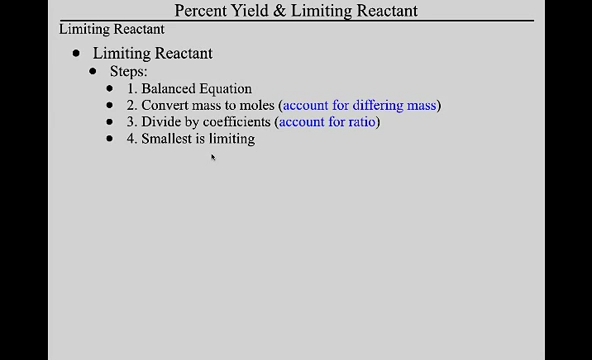 Percent Yield & Limiting Reactant
Limiting Reactant
Limiting Reactant
Steps:
1. Balanced Equation
2. Convert mass to moles (account for differing mass)
3. Divide by coefficients (account for ratio)
4. Smallest is limiting